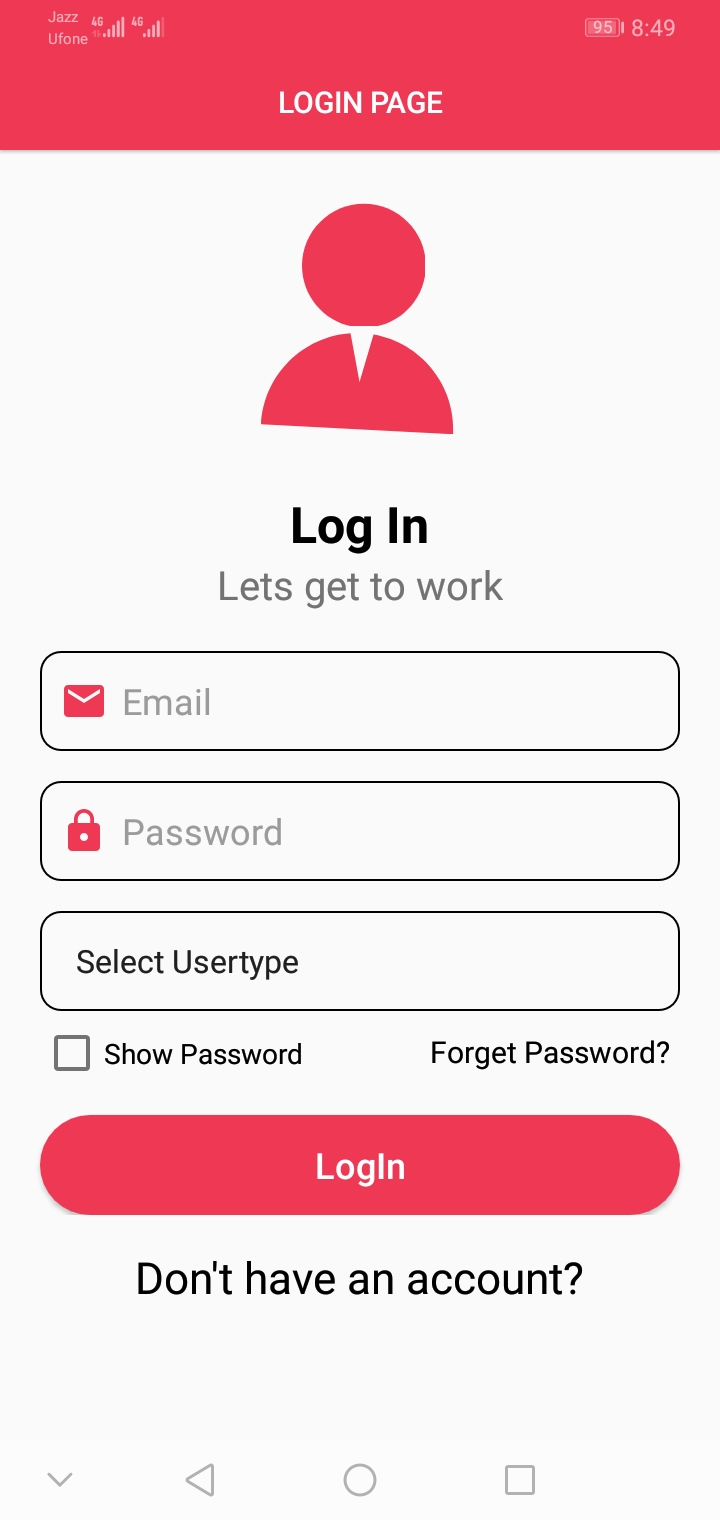 Jazz
Ufone
4G
4G
95
8:49
LOGIN PAGE
Log In
Lets get to work
Email
Password
Select Usertype
Show Password
Forget Password?
LogIn
Don't have an account?